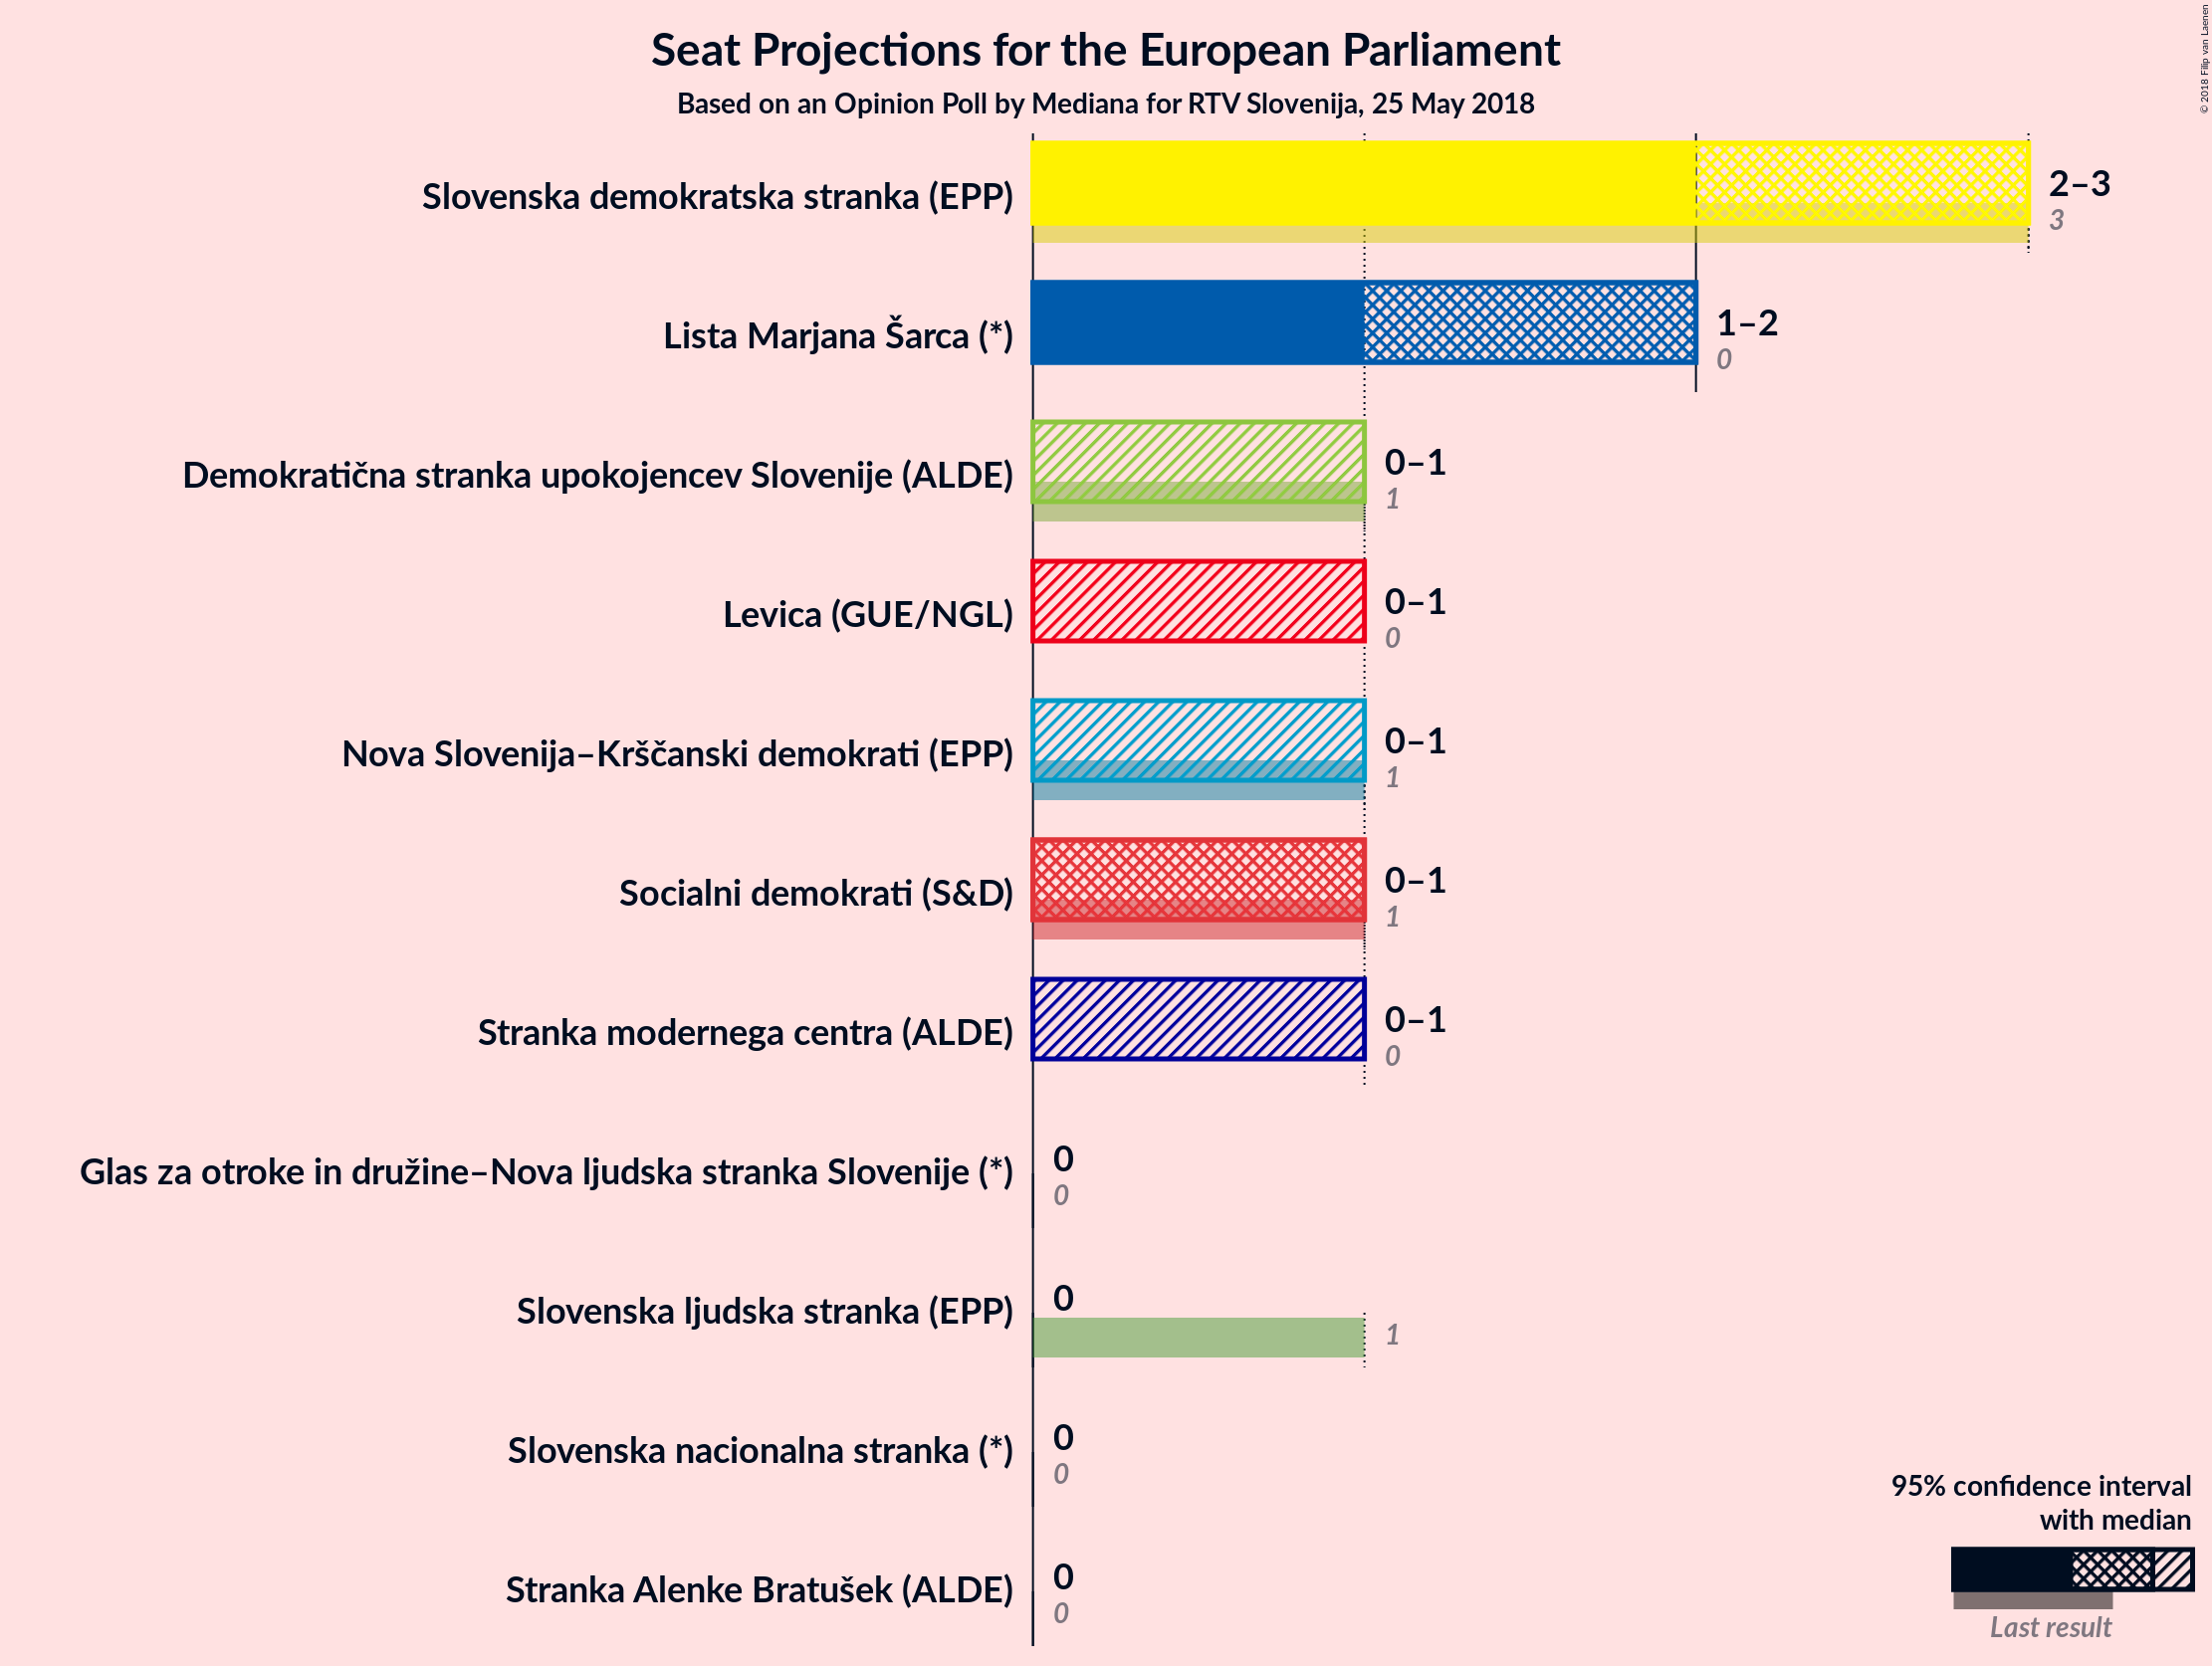 Seat Projections for the European Parliament
Based on an Opinion Poll by Mediana for RTV Slovenija, 25 May 2018
© 2018 Filip van Laenen
Slovenska demokratska stranka (EPP)
2–3
3
Lista Marjana Šarca (*)
1–2
0
Demokratična stranka upokojencev Slovenije (ALDE)
0–1
1
Levica (GUE/NGL)
0–1
0
Nova Slovenija–Krščanski demokrati (EPP)
0–1
1
Socialni demokrati (S&D)
0–1
1
Stranka modernega centra (ALDE)
0–1
0
Glas za otroke in družine–Nova ljudska stranka Slovenije (*)
0
0
Slovenska ljudska stranka (EPP)
0
1
Slovenska nacionalna stranka (*)
0
0
Stranka Alenke Bratušek (ALDE)
0
0
95% confidence interval
with median
Last result